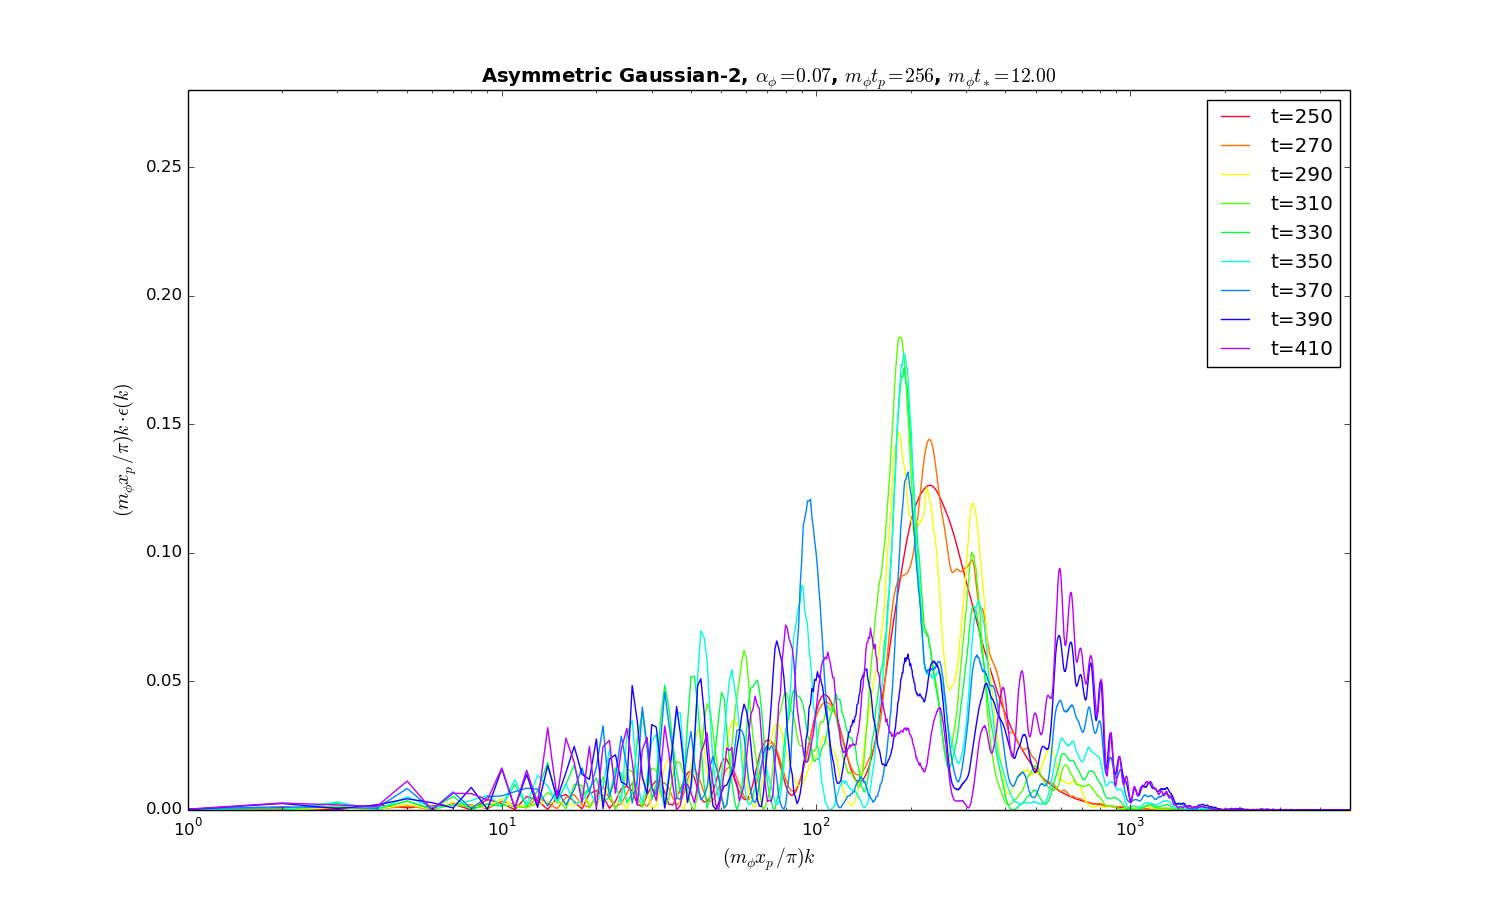 Asymmetric Gaussian-2, α_ϕ=0.07, m_ϕt_p=256, m_ϕt_*=12.00
t=250
t=270
t=290
t=310
t=330
t=350
t=370
t=390
t=410
0.25
0.20
0.15
0.10
0.05
0.00
(m_ϕx_p/π)k·ϵ(k)
10^0
10^1
10^2
10^3
(m_ϕx_p/π)k